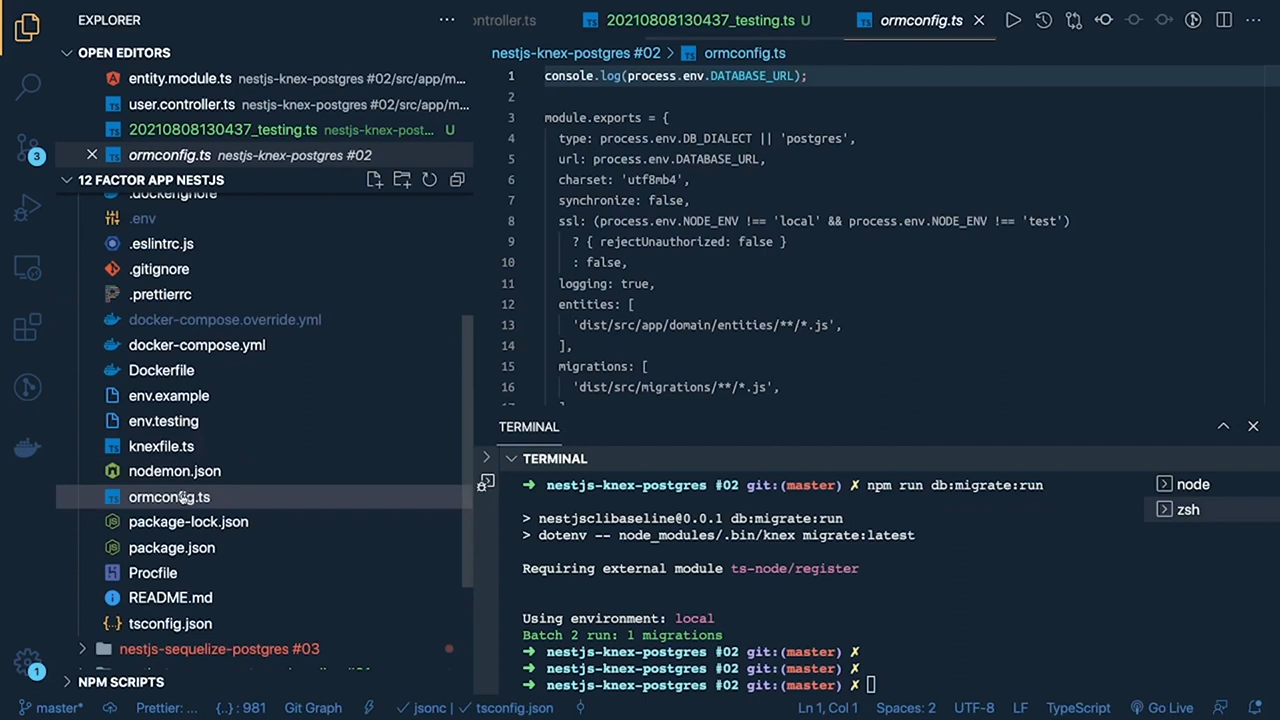 EXPLORER
OPEN EDITORS
entity.module.ts nestjs-knex-postgres #02/src/app/m...
user.controller.ts nestjs-knex-postgres #02/src/app/m...
20210808130437_testing.ts nestjs-knex-post... U
ormconfig.ts nestjs-knex-postgres #02
12 FACTOR APP NESTJS
.dockerignore
.env
.eslintrc.js
.gitignore
.prettierrc
docker-compose.override.yml
docker-compose.yml
Dockerfile
env.example
env.testing
knexfile.ts
nodemon.json
ormconfig.ts
package-lock.json
package.json
Procfile
README.md
tsconfig.json
nestjs-sequelize-postgres #03
NPM SCRIPTS
3
1
ontroller.ts
20210808130437_testing.ts U
ormconfig.ts
nestjs-knex-postgres #02 > ormconfig.ts
1 console.log(process.env.DATABASE_URL);
2
3 module.exports = {
4 type: process.env.DB_DIALECT || 'postgres',
5 url: process.env.DATABASE_URL,
6 charset: 'utf8mb4',
7 synchronize: false,
8 ssl: (process.env.NODE_ENV !== 'local' && process.env.NODE_ENV !== 'test')
9 ? { rejectUnauthorized: false }
10 : false,
11 logging: true,
12 entities: [
13 'dist/src/app/domain/entities/**/*.js',
14 ],
15 migrations: [
16 'dist/src/migrations/**/*.js',
TERMINAL
TERMINAL
➜ nestjs-knex-postgres #02 git:(master) ✗ npm run db:migrate:run
> nestjsclibaseline@0.0.1 db:migrate:run
> dotenv -- node_modules/.bin/knex migrate:latest
Requiring external module ts-node/register
Using environment: local
Batch 2 run: 1 migrations
➜ nestjs-knex-postgres #02 git:(master) ✗
➜ nestjs-knex-postgres #02 git:(master) ✗
➜ nestjs-knex-postgres #02 git:(master) ✗
node
zsh
master* Prettier: ... {..} : 981 Git Graph jsonc | tsconfig.json Ln 1, Col 1 Spaces: 2 UTF-8 LF TypeScript Go Live